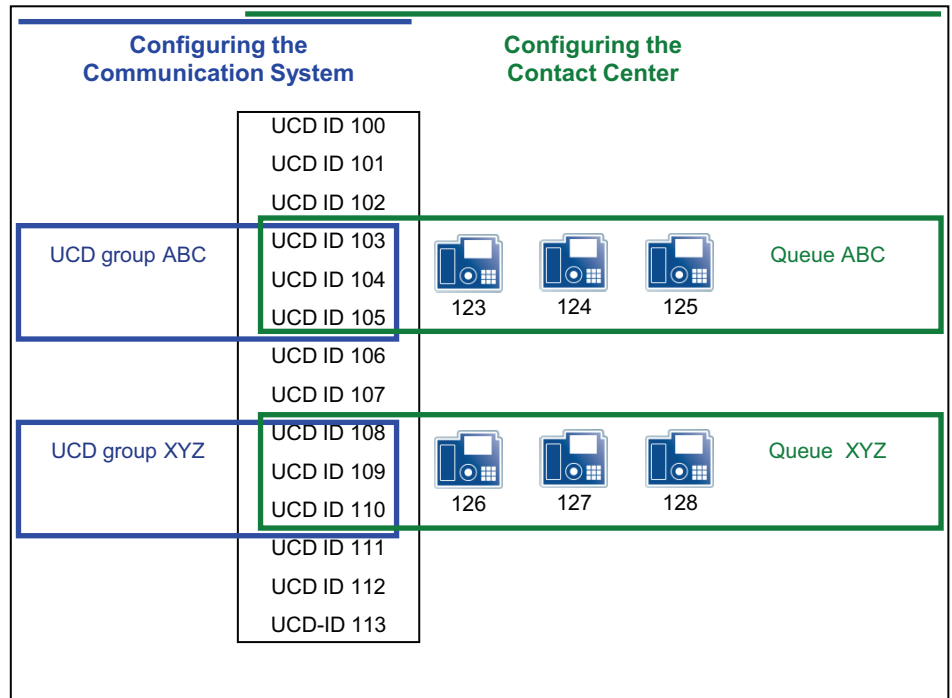 Configuring the
Communication System
Configuring the
Contact Center
UCD ID 100
UCD ID 101
UCD ID 102
UCD group ABC
UCD ID 103
Queue ABC
UCD ID 104
UCD ID 105
123
124
125
UCD ID 106
UCD ID 107
UCD group XYZ
UCD ID 108
Queue XYZ
UCD ID 109
UCD ID 110
126
127
128
UCD ID 111
UCD ID 112
UCD-ID 113